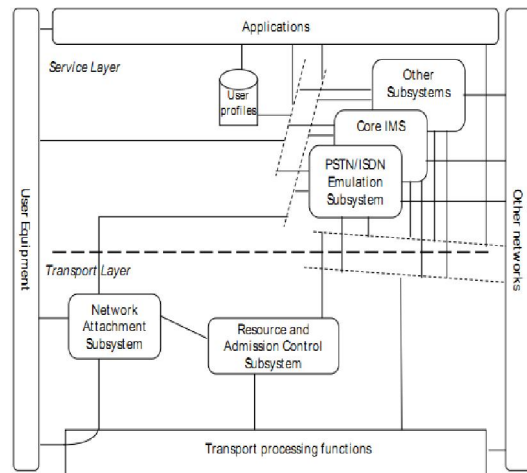 Applications
Service Layer
User
profiles
Other
Subsystems
Core IMS
PSTN/ISDN
Emulation
Subsystem
User Equipment
Other networks
Transport Layer
Network
Attachment
Subsystem
Resource and
Admission Control
Subsystem
Transport processing functions